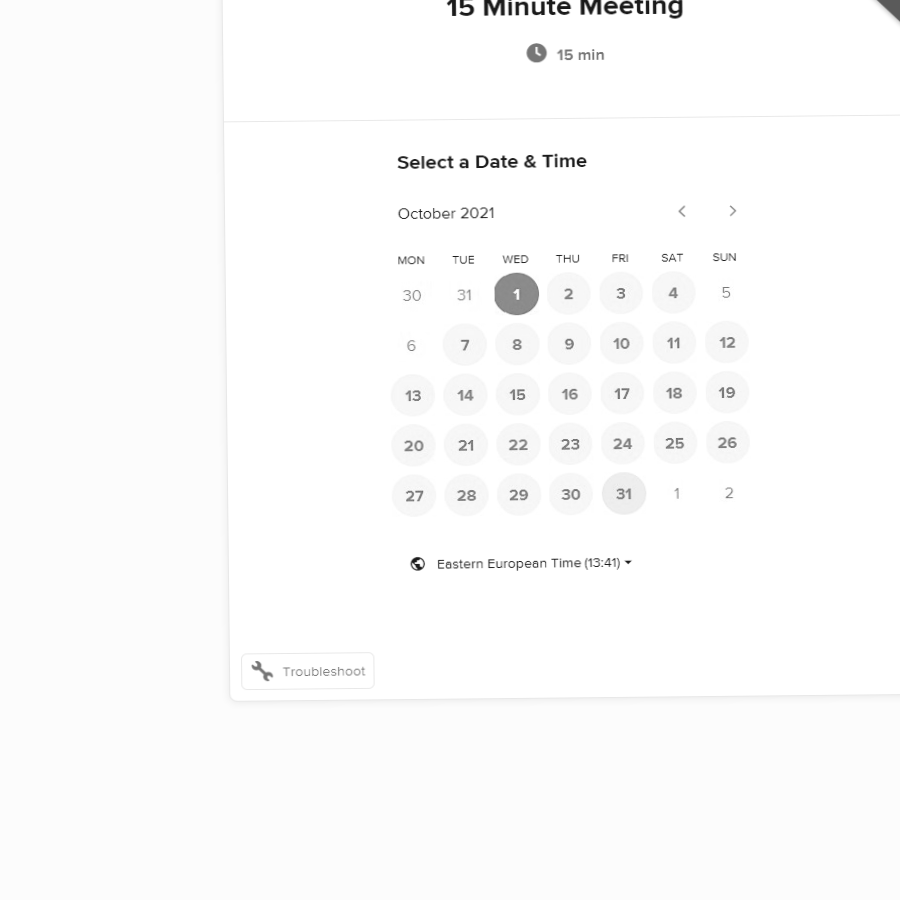 15 Minute Meeting
15 min
Select a Date & Time
October 2021
MON TUE WED THU FRI SAT SUN
30 31 1 2 3 4 5
6 7 8 9 10 11 12
13 14 15 16 17 18 19
20 21 22 23 24 25 26
27 28 29 30 31 1 2
Eastern European Time (13:41)
Troubleshoot